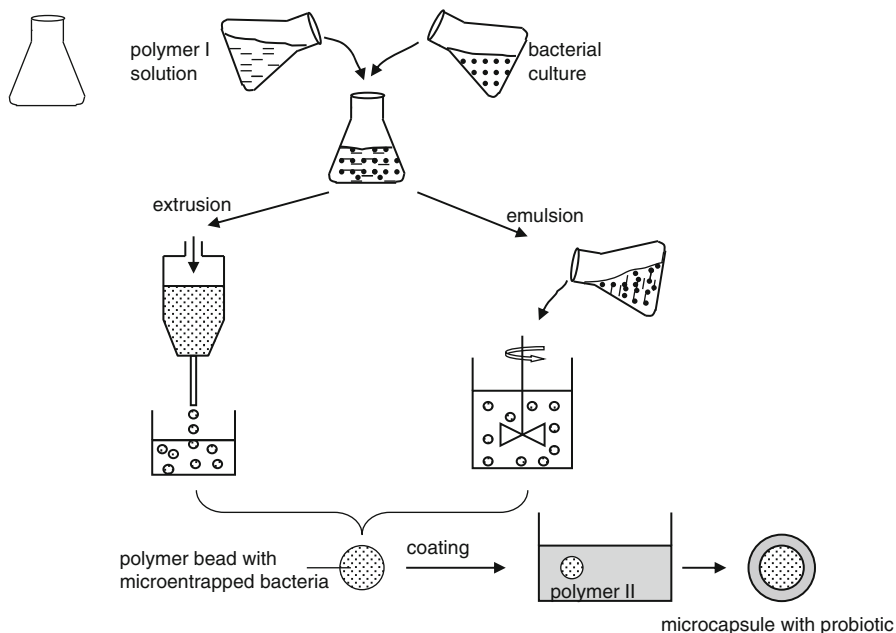 polymer I
solution
bacterial
culture
extrusion
emulsion
polymer bead with
microentrapped bacteria
coating
polymer II
microcapsule with probiotic